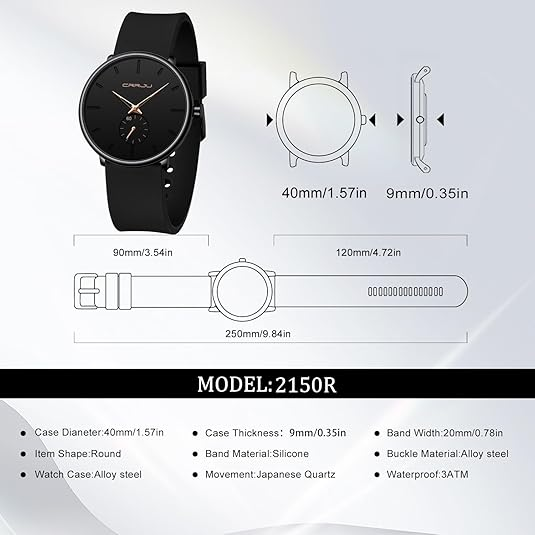 CRRJU
60
40mm/1.57in
9mm/0.35in
90mm/3.54in
120mm/4.72in
250mm/9.84in
MODEL:2150R
Case Dianeter:40mm/1.57in
Case Thickness: 9mm/0.35in
Band Width:20mm/0.78in
Item Shape:Round
Band Material:Silicone
Buckle Material:Alloy steel
Watch Case:Alloy steel
Movement:Japanese Quartz
Waterproof:3ATM